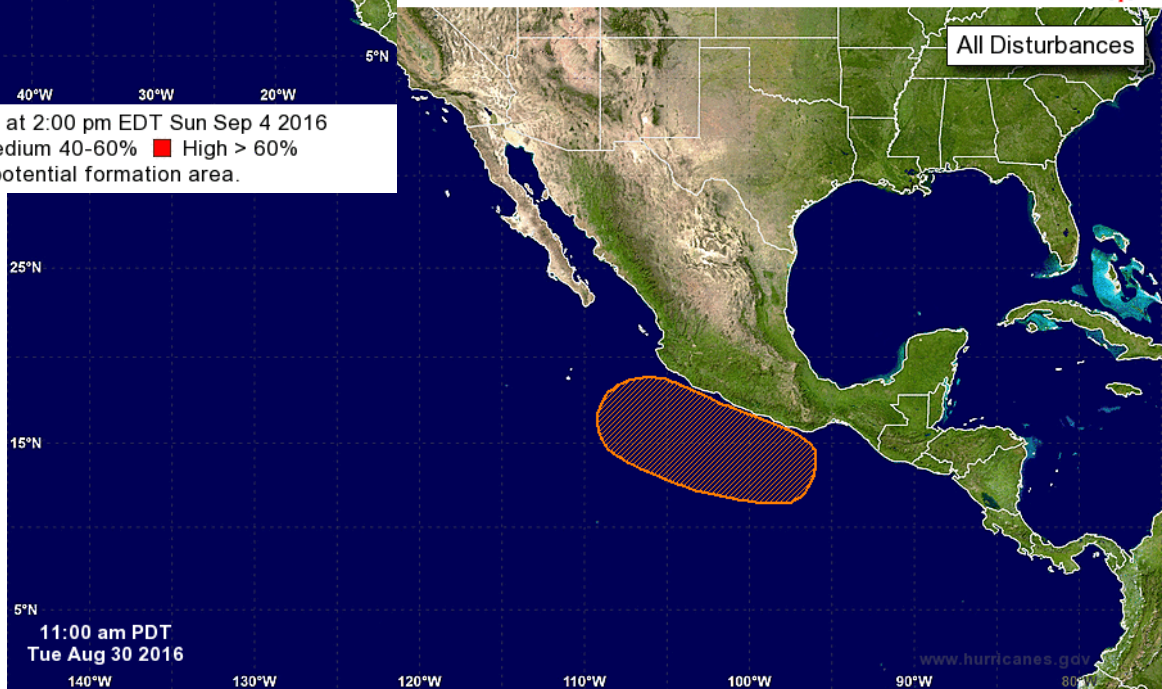 All Disturbances
5°N
40°W 30°W 20°W
at 2:00 pm EDT Sun Sep 4 2016
edium 40-60% High > 60%
potential formation area.
25°N
15°N
5°N
11:00 am PDT
Tue Aug 30 2016
www.hurricanes.gov
140°W 130°W 120°W 110°W 100°W 90°W 80°W